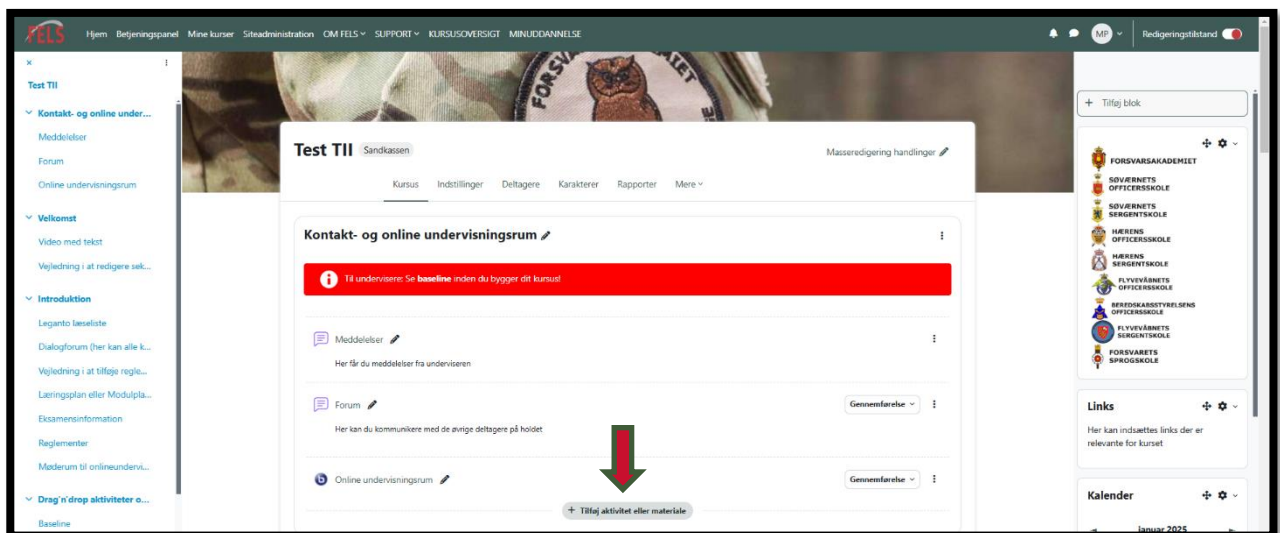 FELS Hjem Betjeningspanel Mine kurser Siteadministration OM FELS SUPPORT KURSUSOVERSIGT MINUDDANNELSE MP Redigeringstilstand
Test TII
Kontakt- og online under...
Meddelelser
Forum
Online undervisningsrum
Velkomst
Video med tekst
Vejledning i at redigere sek...
Introduktion
Leganto læseliste
Dialogforum (her kan alle k...
Vejledning i at tilføje regle...
Læringsplan eller Modulpla...
Eksamensinformation
Reglementer
Møderum til onlineundervi...
Drag'n'drop aktiviteter o...
Baseline
FORSVARSAKADEMIET
Test TII Sandkassen
Masseredigering handlinger
Kursus Indstillinger Deltagere Karakterer Rapporter Mere
Kontakt- og online undervisningsrum
Til undervisere: Se baseline inden du bygger dit kursus!
Meddelelser
Her får du meddelelser fra underviseren
Forum
Gennemførelse
Her kan du kommunikere med de øvrige deltagere på holdet
Online undervisningsrum
Gennemførelse
+ Tilføj aktivitet eller materiale
+ Tilføj blok
FORSVARSAKADEMIET
SØVÆRNETS
OFFICERSSKOLE
SØVÆRNETS
SERGENTSKOLE
HÆRENS
OFFICERSSKOLE
HÆRENS
SERGENTSKOLE
FLYVEVÅBNETS
OFFICERSSKOLE
BEREDSKABSSTYRELSENS
OFFICERSSKOLE
FLYVEVÅBNETS
SERGENTSKOLE
FORSVARETS
SPROGSKOLE
Links
Her kan indsættes links der er
relevante for kurset
Kalender
januar 2025